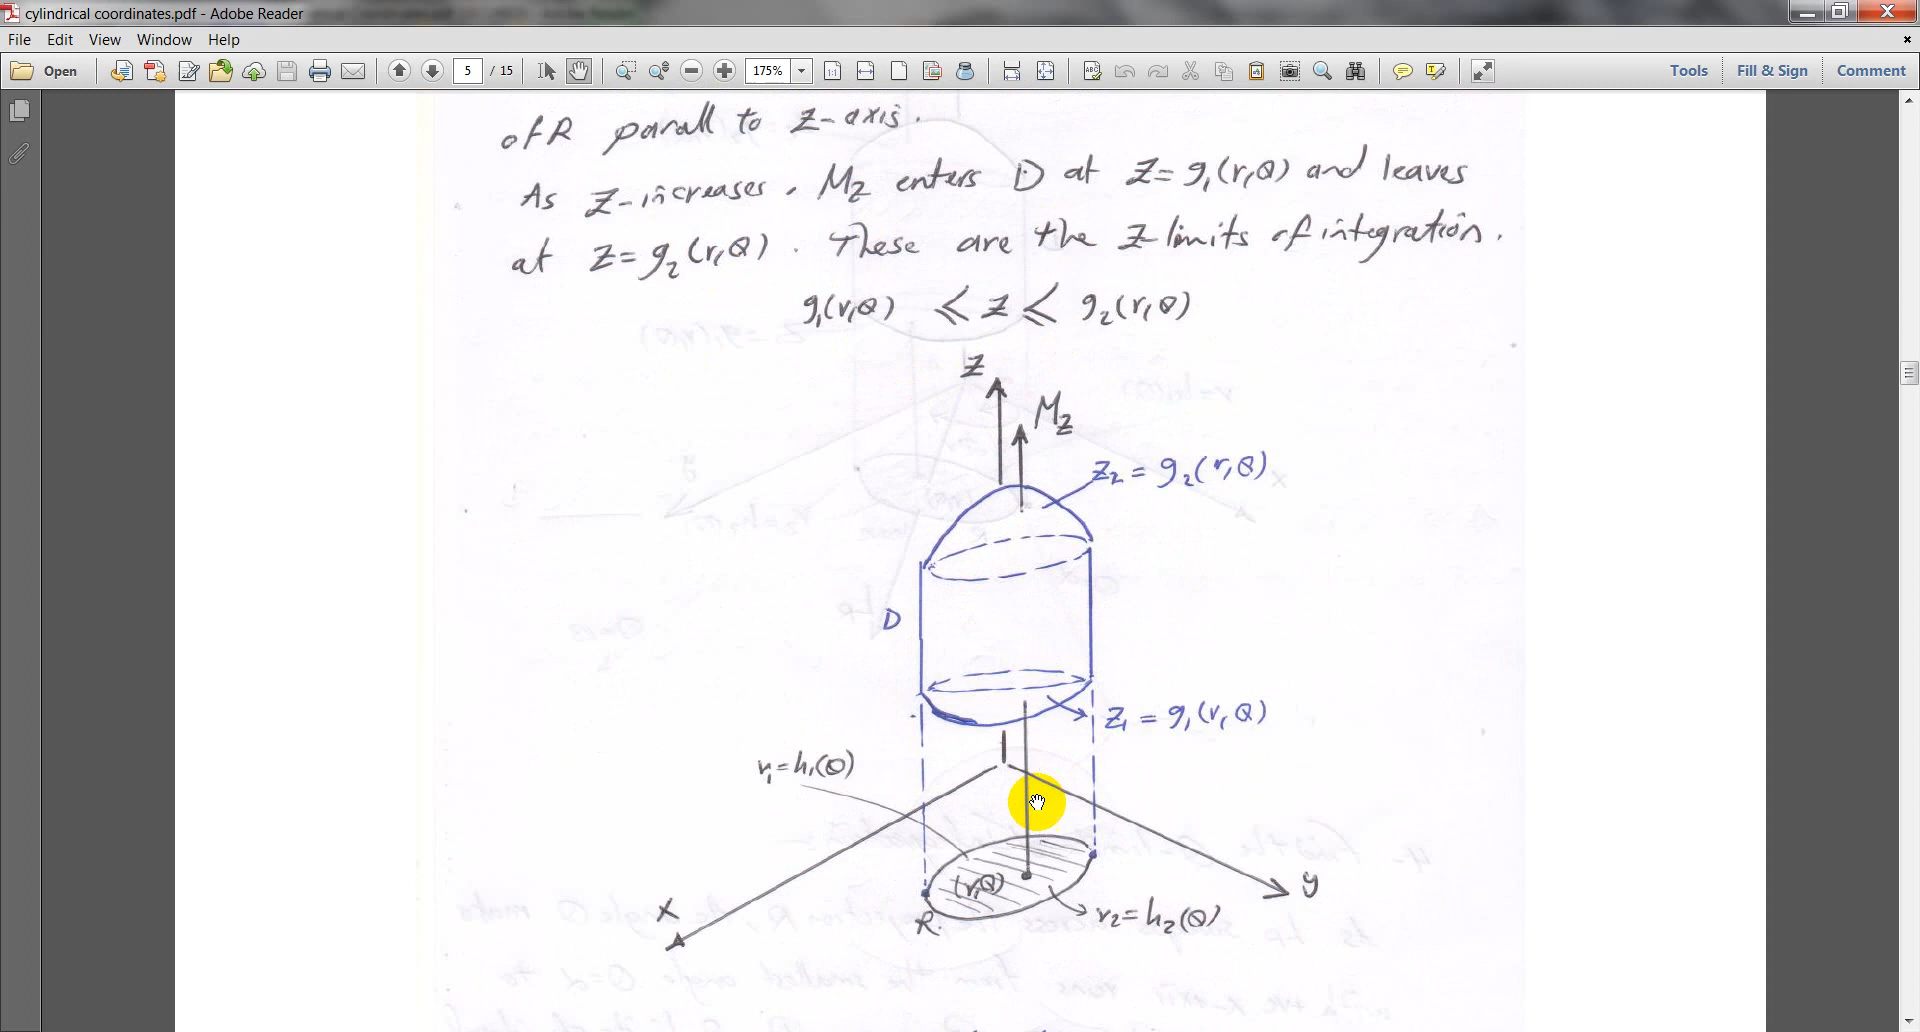 cylindrical coordinates.pdf - Adobe Reader
File Edit View Window Help
Open 5 / 15 175% Tools Fill & Sign Comment
of R parall to z-axis.
As z-increases, Mz enters D at z = g₁(r,θ) and leaves
at z = g₂(r,θ). These are the z-limits of integration.
g₁(r,θ) ≤ z ≤ g₂(r,θ)
z
Mz
z₂ = g₂(r,θ)
D
z₁ = g₁(r,θ)
r₁ = h₁(θ)
(r,θ)
y
x
R.
r₂ = h₂(θ)